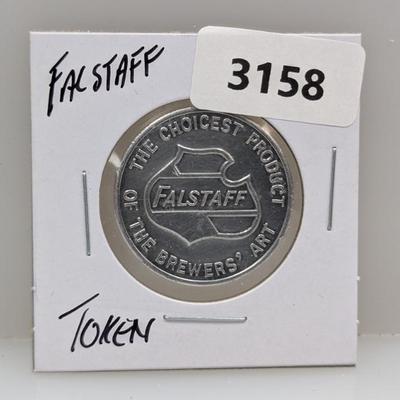 FALSTAFF
3158
THE CHOICEST PRODUCT
FALSTAFF
OF THE BREWERS' ART
TOKEN